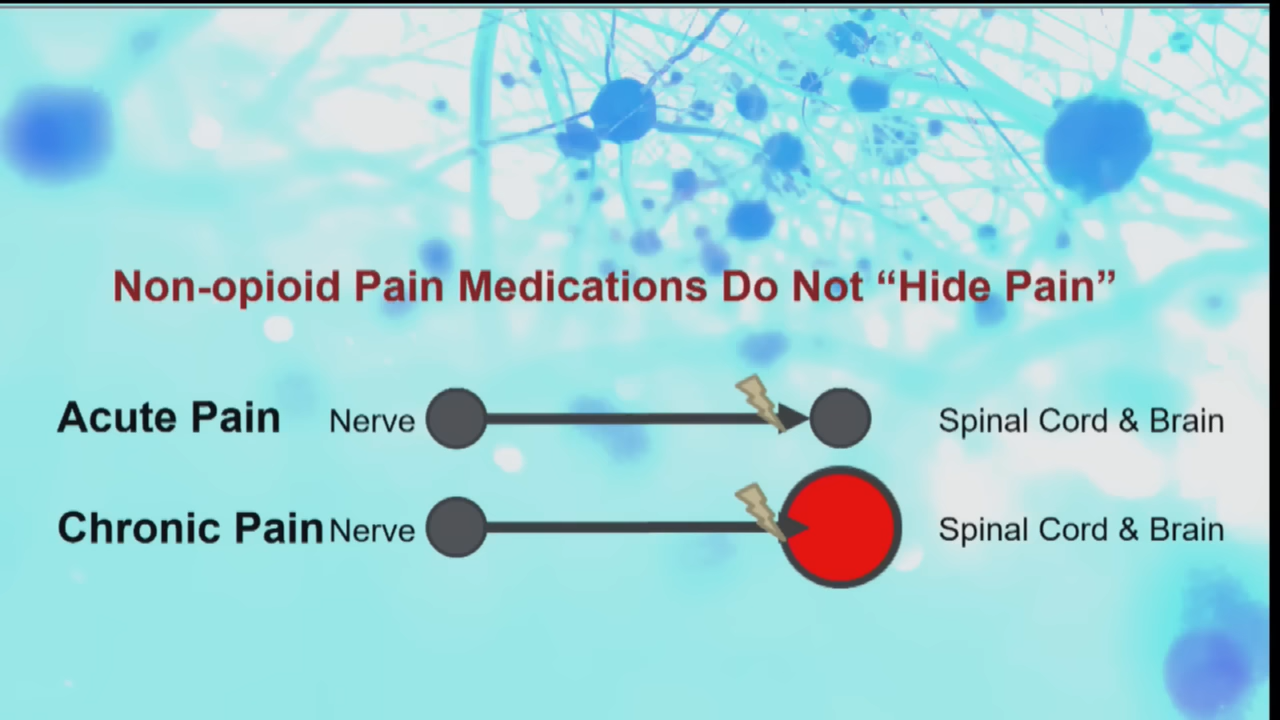 Non-opioid Pain Medications Do Not “Hide Pain”
Acute Pain Nerve Spinal Cord & Brain
Chronic Pain Nerve Spinal Cord & Brain